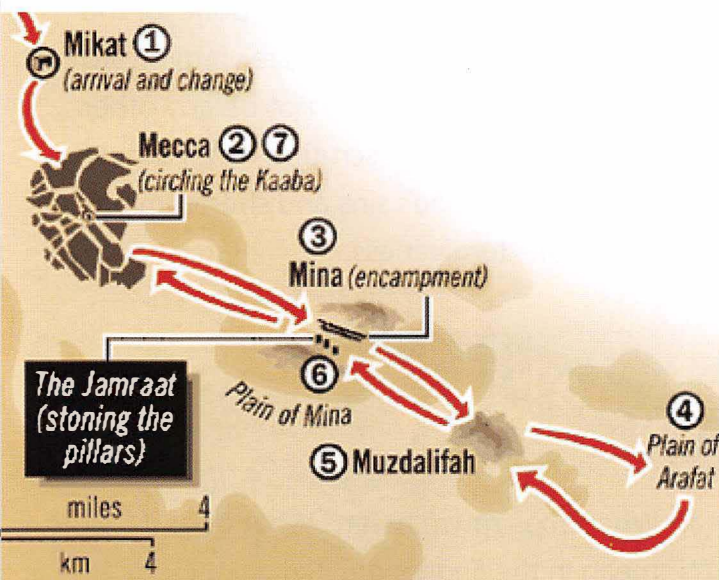 Mikat ①
(arrival and change)
Mecca ② ⑦
(circling the Kaaba)
③
Mina (encampment)
The Jamraat
(stoning the
pillars)
⑥
Plain of Mina
④
Plain of
Arafat
⑤ Muzdalifah
miles 4
km 4